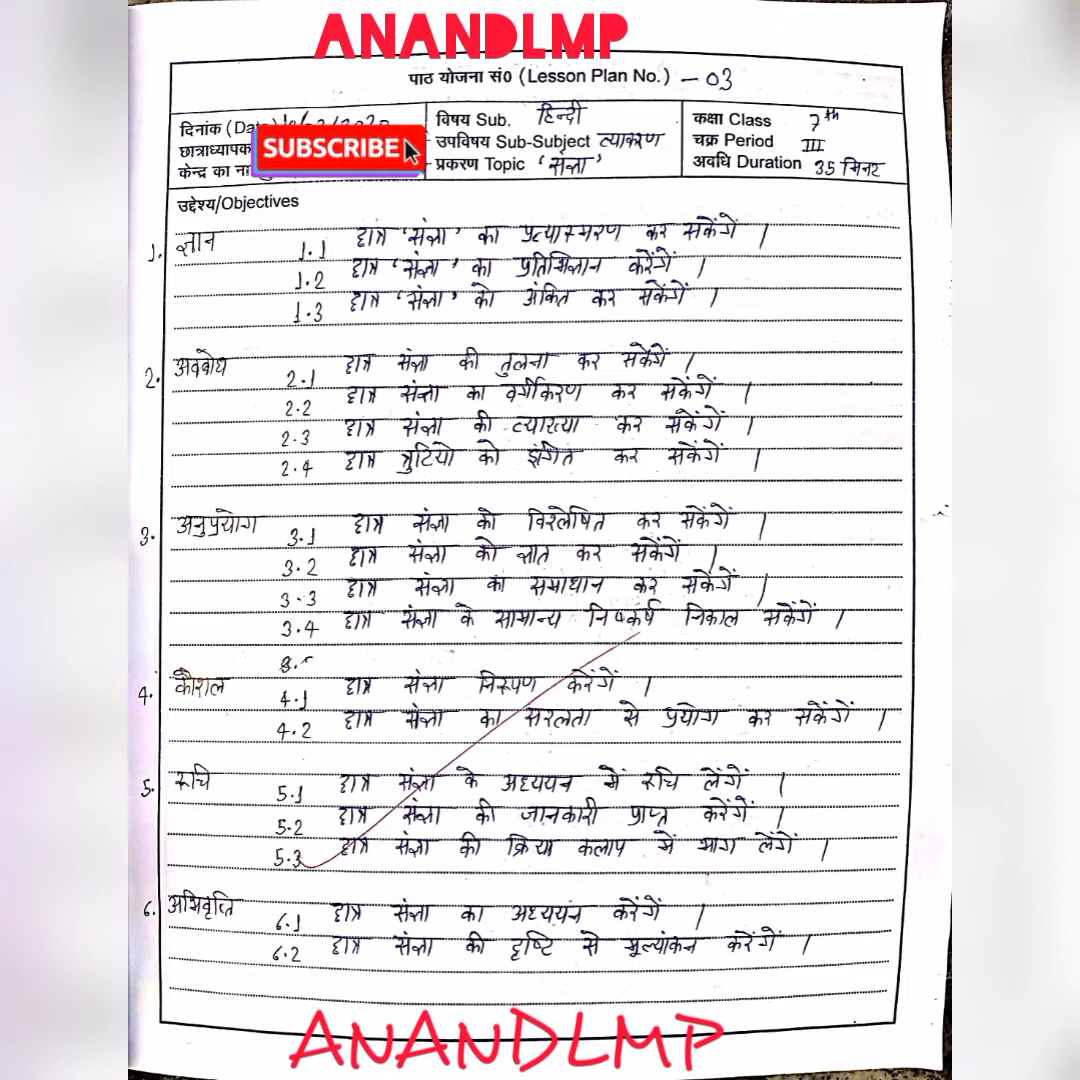 ANANDLMP
पाठ योजना सं० (Lesson Plan No.) - 03
दिनांक (Date)
विषय Sub. हिन्दी
कक्षा Class 7th
छात्राध्यापक
उपविषय Sub-Subject व्याकरण
चक्र Period III
केन्द्र का
प्रकरण Topic 'संज्ञा'
अवधि Duration 35 मिनट
SUBSCRIBE
उद्देश्य/Objectives
1. ज्ञान 1.1 छात्र 'संज्ञा' का प्रत्यास्मरण कर सकेंगें ।
1.2 छात्र 'संज्ञा' का प्रतिभिज्ञान करेंगें ।
1.3 छात्र 'संज्ञा' को अंकित कर सकेंगें ।
2. अवबोध 2.1 छात्र संज्ञा की तुलना कर सकेंगें ।
2.2 छात्र संज्ञा का वर्गीकरण कर सकेंगें ।
2.3 छात्र संज्ञा की व्याख्या कर सकेंगें ।
2.4 छात्र त्रुटियो को इंगित कर सकेंगें ।
3. अनुप्रयोग 3.1 छात्र संज्ञा को विश्लेषित कर सकेंगें ।
3.2 छात्र संज्ञा को ज्ञात कर सकेंगें ।
3.3 छात्र संज्ञा का समाधान कर सकेंगें ।
3.4 छात्र संज्ञा के सामान्य निष्कर्ष निकाल सकेंगें ।
4. कौशल 4.1 छात्र संज्ञा निरूपण करेंगें ।
4.2 छात्र संज्ञा का सरलता से प्रयोग कर सकेंगें ।
5. रूचि 5.1 छात्र संज्ञा के अध्ययन में रूचि लेंगें ।
5.2 छात्र संज्ञा की जानकारी प्राप्त करेंगें ।
5.3 छात्र संज्ञा की क्रिया कलाप में भाग लेंगें ।
6. अभिवृत्ति 6.1 छात्र संज्ञा का अध्ययन करेंगें ।
6.2 छात्र संज्ञा की दृष्टि से मूल्यांकन करेंगें ।
ANANDLMP